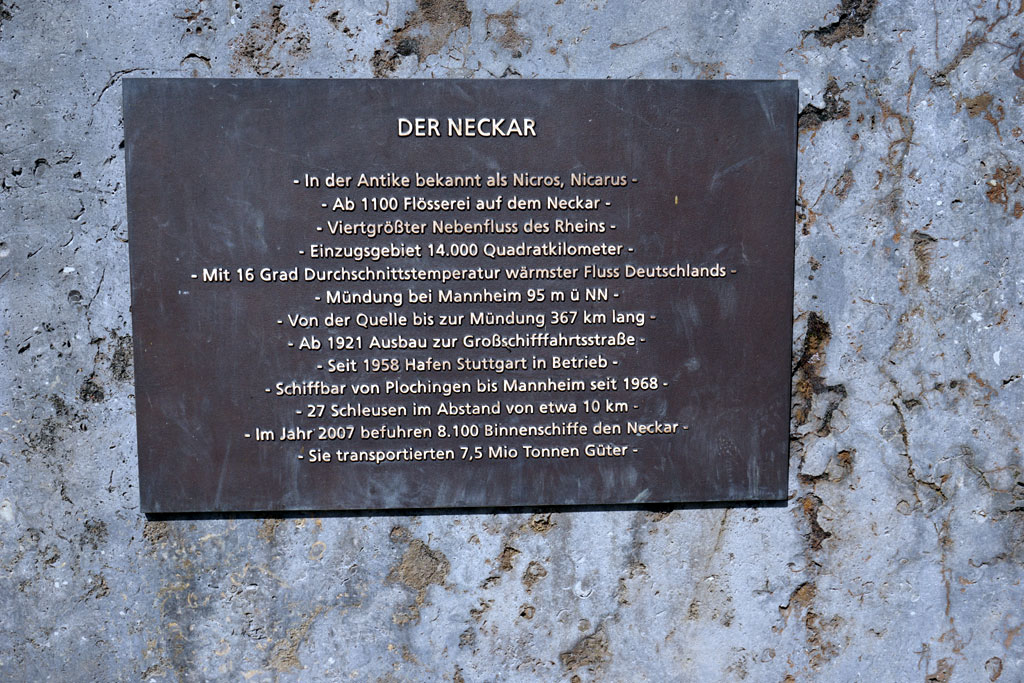 DER NECKAR
- In der Antike bekannt als Nicros, Nicarus -
- Ab 1100 Flösserei auf dem Neckar -
- Viertgrößter Nebenfluss des Rheins -
- Einzugsgebiet 14.000 Quadratkilometer -
- Mit 16 Grad Durchschnittstemperatur wärmster Fluss Deutschlands -
- Mündung bei Mannheim 95 m ü NN -
- Von der Quelle bis zur Mündung 367 km lang -
- Ab 1921 Ausbau zur Großschifffahrtsstraße -
- Seit 1958 Hafen Stuttgart in Betrieb -
- Schiffbar von Plochingen bis Mannheim seit 1968 -
- 27 Schleusen im Abstand von etwa 10 km -
- Im Jahr 2007 befuhren 8.100 Binnenschiffe den Neckar -
- Sie transportierten 7,5 Mio Tonnen Güter -